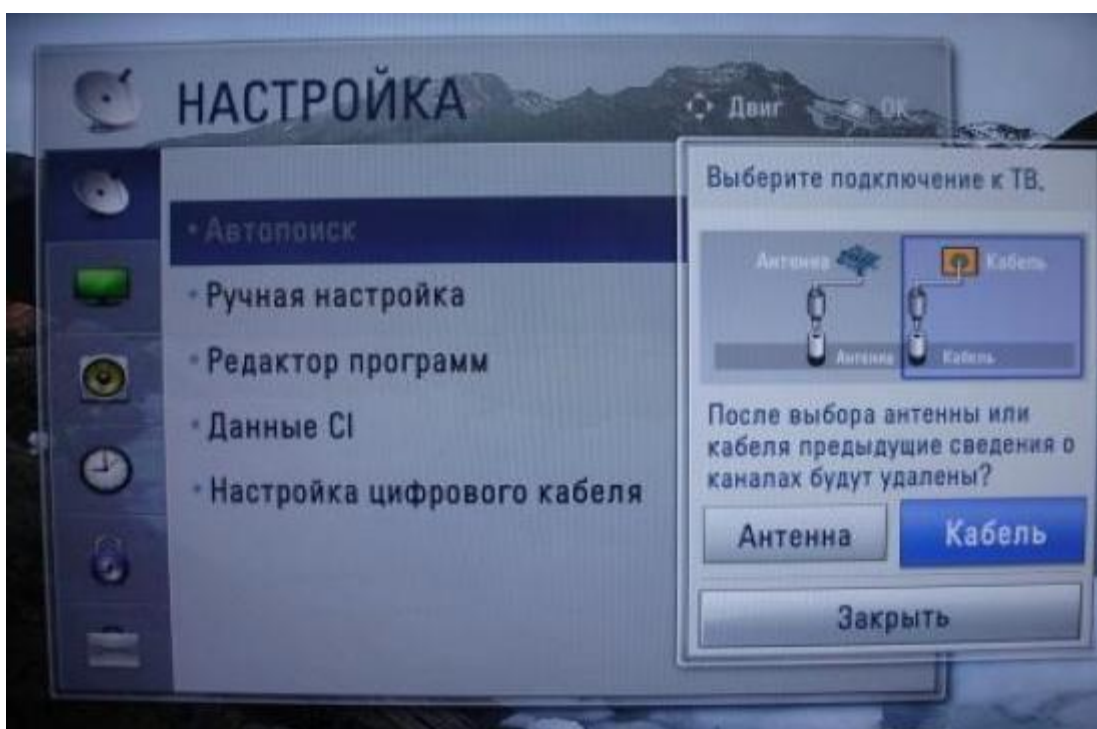 НАСТРОЙКА
Двиг
ОК
Выберите подключение к ТВ.
Антенна
Кабель
Антенна
Кабель
• Автопоиск
• Ручная настройка
• Редактор программ
• Данные CI
• Настройка цифрового кабеля
После выбора антенны или
кабеля предыдущие сведения о
каналах будут удалены?
Антенна
Кабель
Закрыть